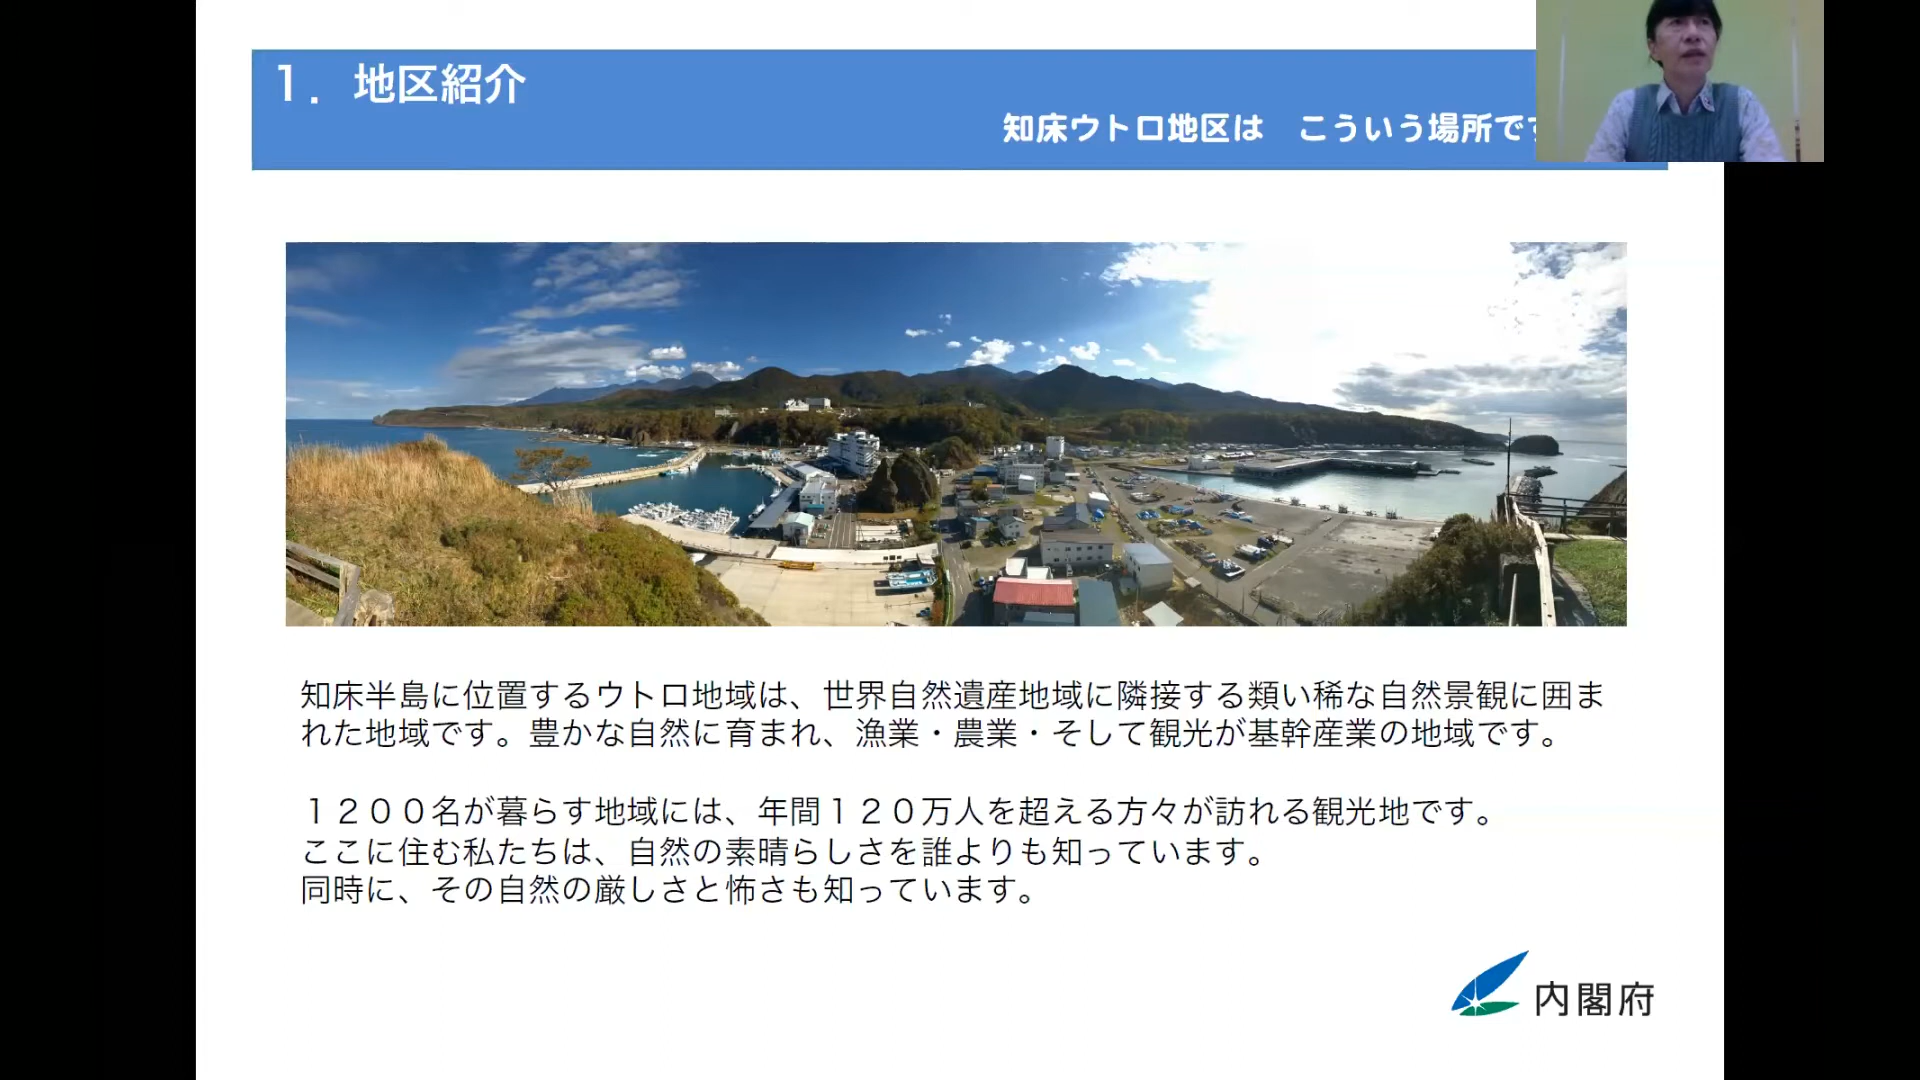 １．地区紹介
知床ウトロ地区は　こういう場所で
知床半島に位置するウトロ地域は、世界自然遺産地域に隣接する類い稀な自然景観に囲ま
れた地域です。豊かな自然に育まれ、漁業・農業・そして観光が基幹産業の地域です。
１２００名が暮らす地域には、年間１２０万人を超える方々が訪れる観光地です。
ここに住む私たちは、自然の素晴らしさを誰よりも知っています。
同時に、その自然の厳しさと怖さも知っています。
内閣府